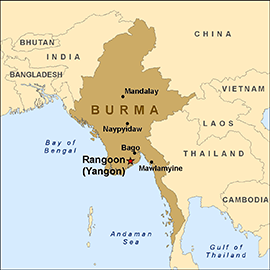 CHINA
BHUTAN
INDIA
BANGLADESH
VIETNAM
Mandalay
BURMA
LAOS
Naypyidaw
Bay of
Bengal
Bago
Rangoon
(Yangon)
Mawlamyine
THAILAND
CAMBODIA
Andaman
Sea
Gulf of
Thailand